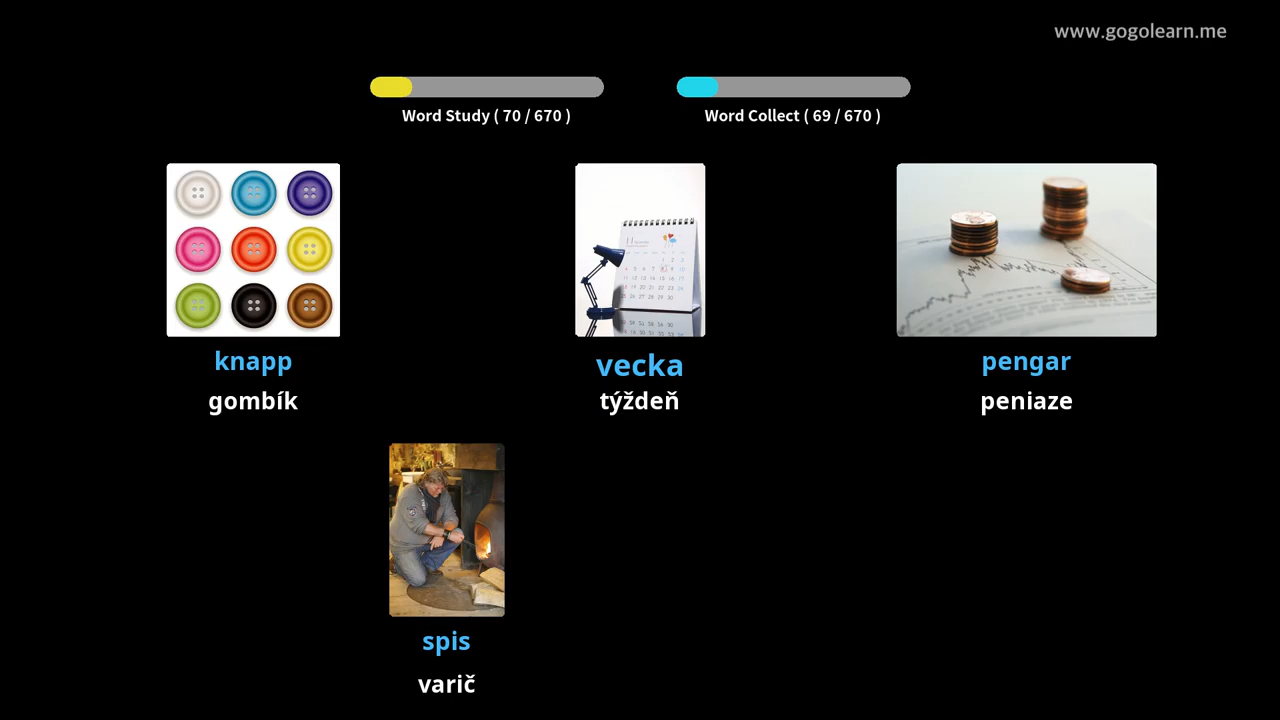 www.gogolearn.me
Word Study ( 70 / 670 )
Word Collect ( 69 / 670 )
knapp
gombík
vecka
týždeň
pengar
peniaze
spis
varič